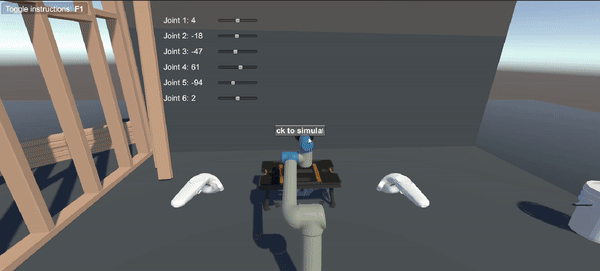 Toggle instructions: F1
Joint 1: 4
Joint 2: -18
Joint 3: -47
Joint 4: 61
Joint 5: -94
Joint 6: 2
ck to simula